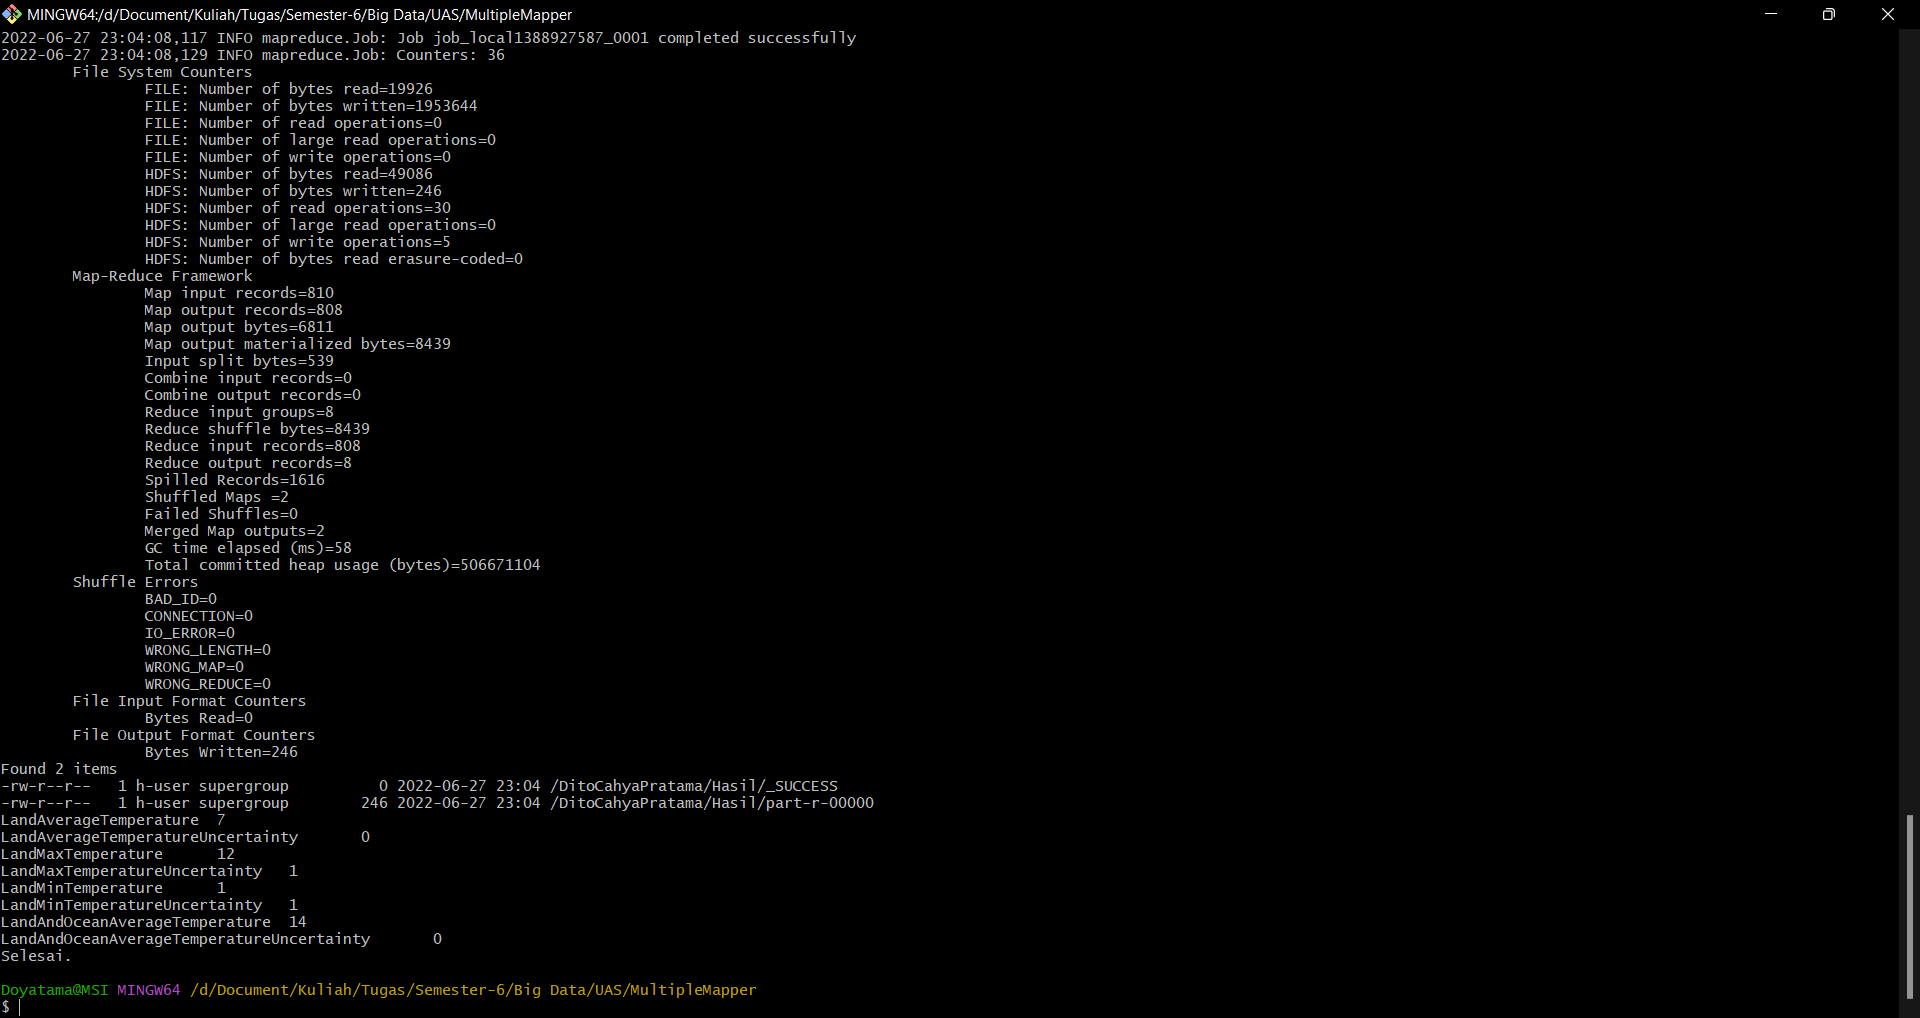 MINGW64:/d/Document/Kuliah/Tugas/Semester-6/Big Data/UAS/MultipleMapper
2022-06-27 23:04:08,117 INFO mapreduce.Job: Job job_local1388927587_0001 completed successfully
2022-06-27 23:04:08,129 INFO mapreduce.Job: Counters: 36
File System Counters
FILE: Number of bytes read=19926
FILE: Number of bytes written=1953644
FILE: Number of read operations=0
FILE: Number of large read operations=0
FILE: Number of write operations=0
HDFS: Number of bytes read=49086
HDFS: Number of bytes written=246
HDFS: Number of read operations=30
HDFS: Number of large read operations=0
HDFS: Number of write operations=5
HDFS: Number of bytes read erasure-coded=0
Map-Reduce Framework
Map input records=810
Map output records=808
Map output bytes=6811
Map output materialized bytes=8439
Input split bytes=539
Combine input records=0
Combine output records=0
Reduce input groups=8
Reduce shuffle bytes=8439
Reduce input records=808
Reduce output records=8
Spilled Records=1616
Shuffled Maps =2
Failed Shuffles=0
Merged Map outputs=2
GC time elapsed (ms)=58
Total committed heap usage (bytes)=506671104
Shuffle Errors
BAD_ID=0
CONNECTION=0
IO_ERROR=0
WRONG_LENGTH=0
WRONG_MAP=0
WRONG_REDUCE=0
File Input Format Counters
Bytes Read=0
File Output Format Counters
Bytes Written=246
Found 2 items
-rw-r--r--   1 h-user supergroup          0 2022-06-27 23:04 /DitoCahyaPratama/Hasil/_SUCCESS
-rw-r--r--   1 h-user supergroup        246 2022-06-27 23:04 /DitoCahyaPratama/Hasil/part-r-00000
LandAverageTemperature  7
LandAverageTemperatureUncertainty       0
LandMaxTemperature      12
LandMaxTemperatureUncertainty   1
LandMinTemperature      1
LandMinTemperatureUncertainty   1
LandAndOceanAverageTemperature  14
LandAndOceanAverageTemperatureUncertainty       0
Selesai.
Doyatama@MSI MINGW64 /d/Document/Kuliah/Tugas/Semester-6/Big Data/UAS/MultipleMapper
$